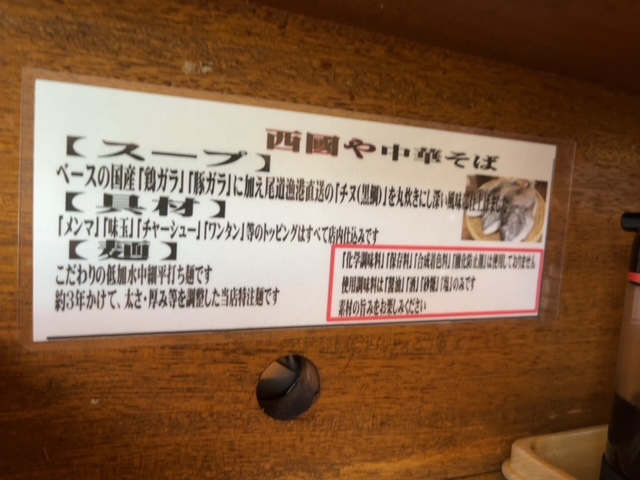 西國や中華そば
【スープ】
ベースの国産「鶏ガラ」「豚ガラ」に加え尾道漁港直送の「チヌ(黒鯛)」を丸炊きにし深い風味
【具材】
「メンマ」「味玉」「チャーシュー」「ワンタン」等のトッピングはすべて店内仕込みです
【麺】
こだわりの低加水中細平打ち麺です
約3年かけて、太さ・厚み等を調整した当店特注麺です
「化学調味料」「保存料」「合成着色料」「酸化防止剤」は使用しておりません
使用調味料は「醤油」「酒」「砂糖」「塩」のみです
素材の旨みをお楽しみください